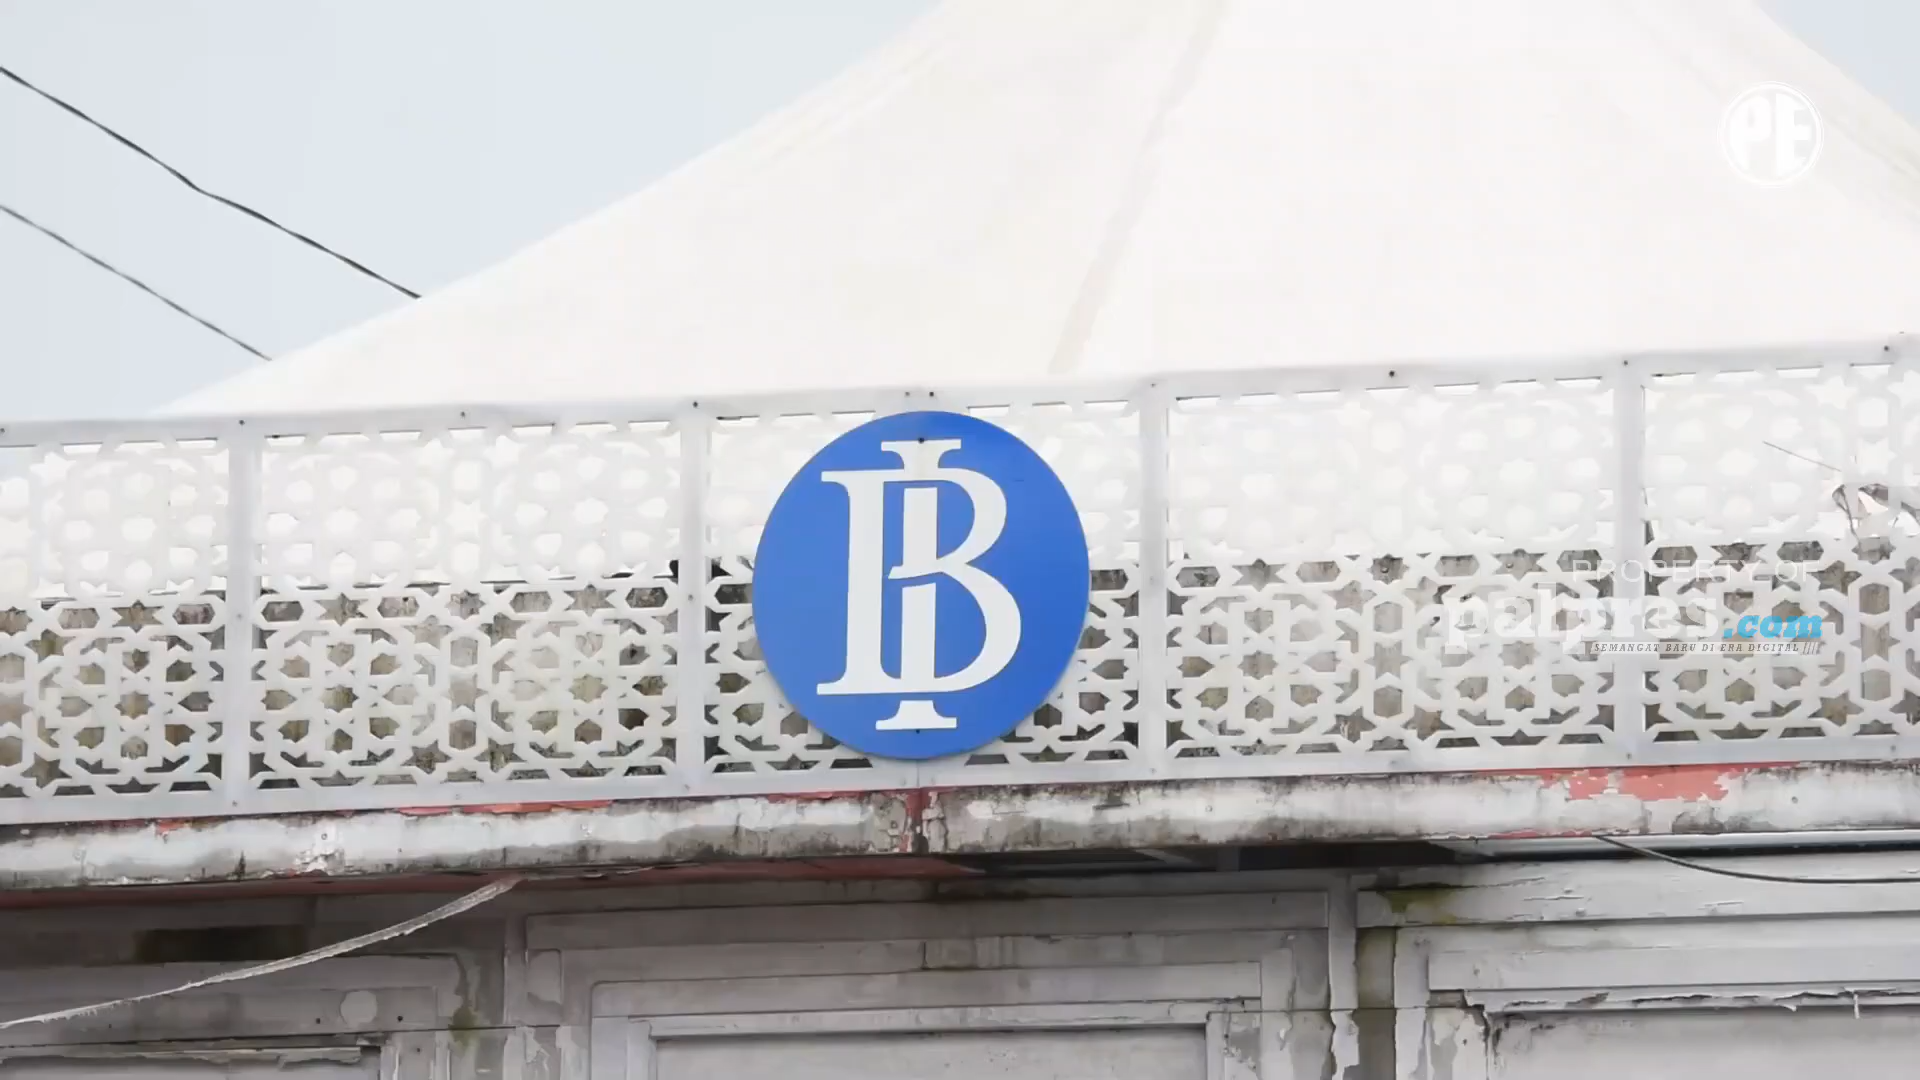 PE
BI
PROPERTY OF
palpres.com
SEMANGAT BARU DI ERA DIGITAL ////